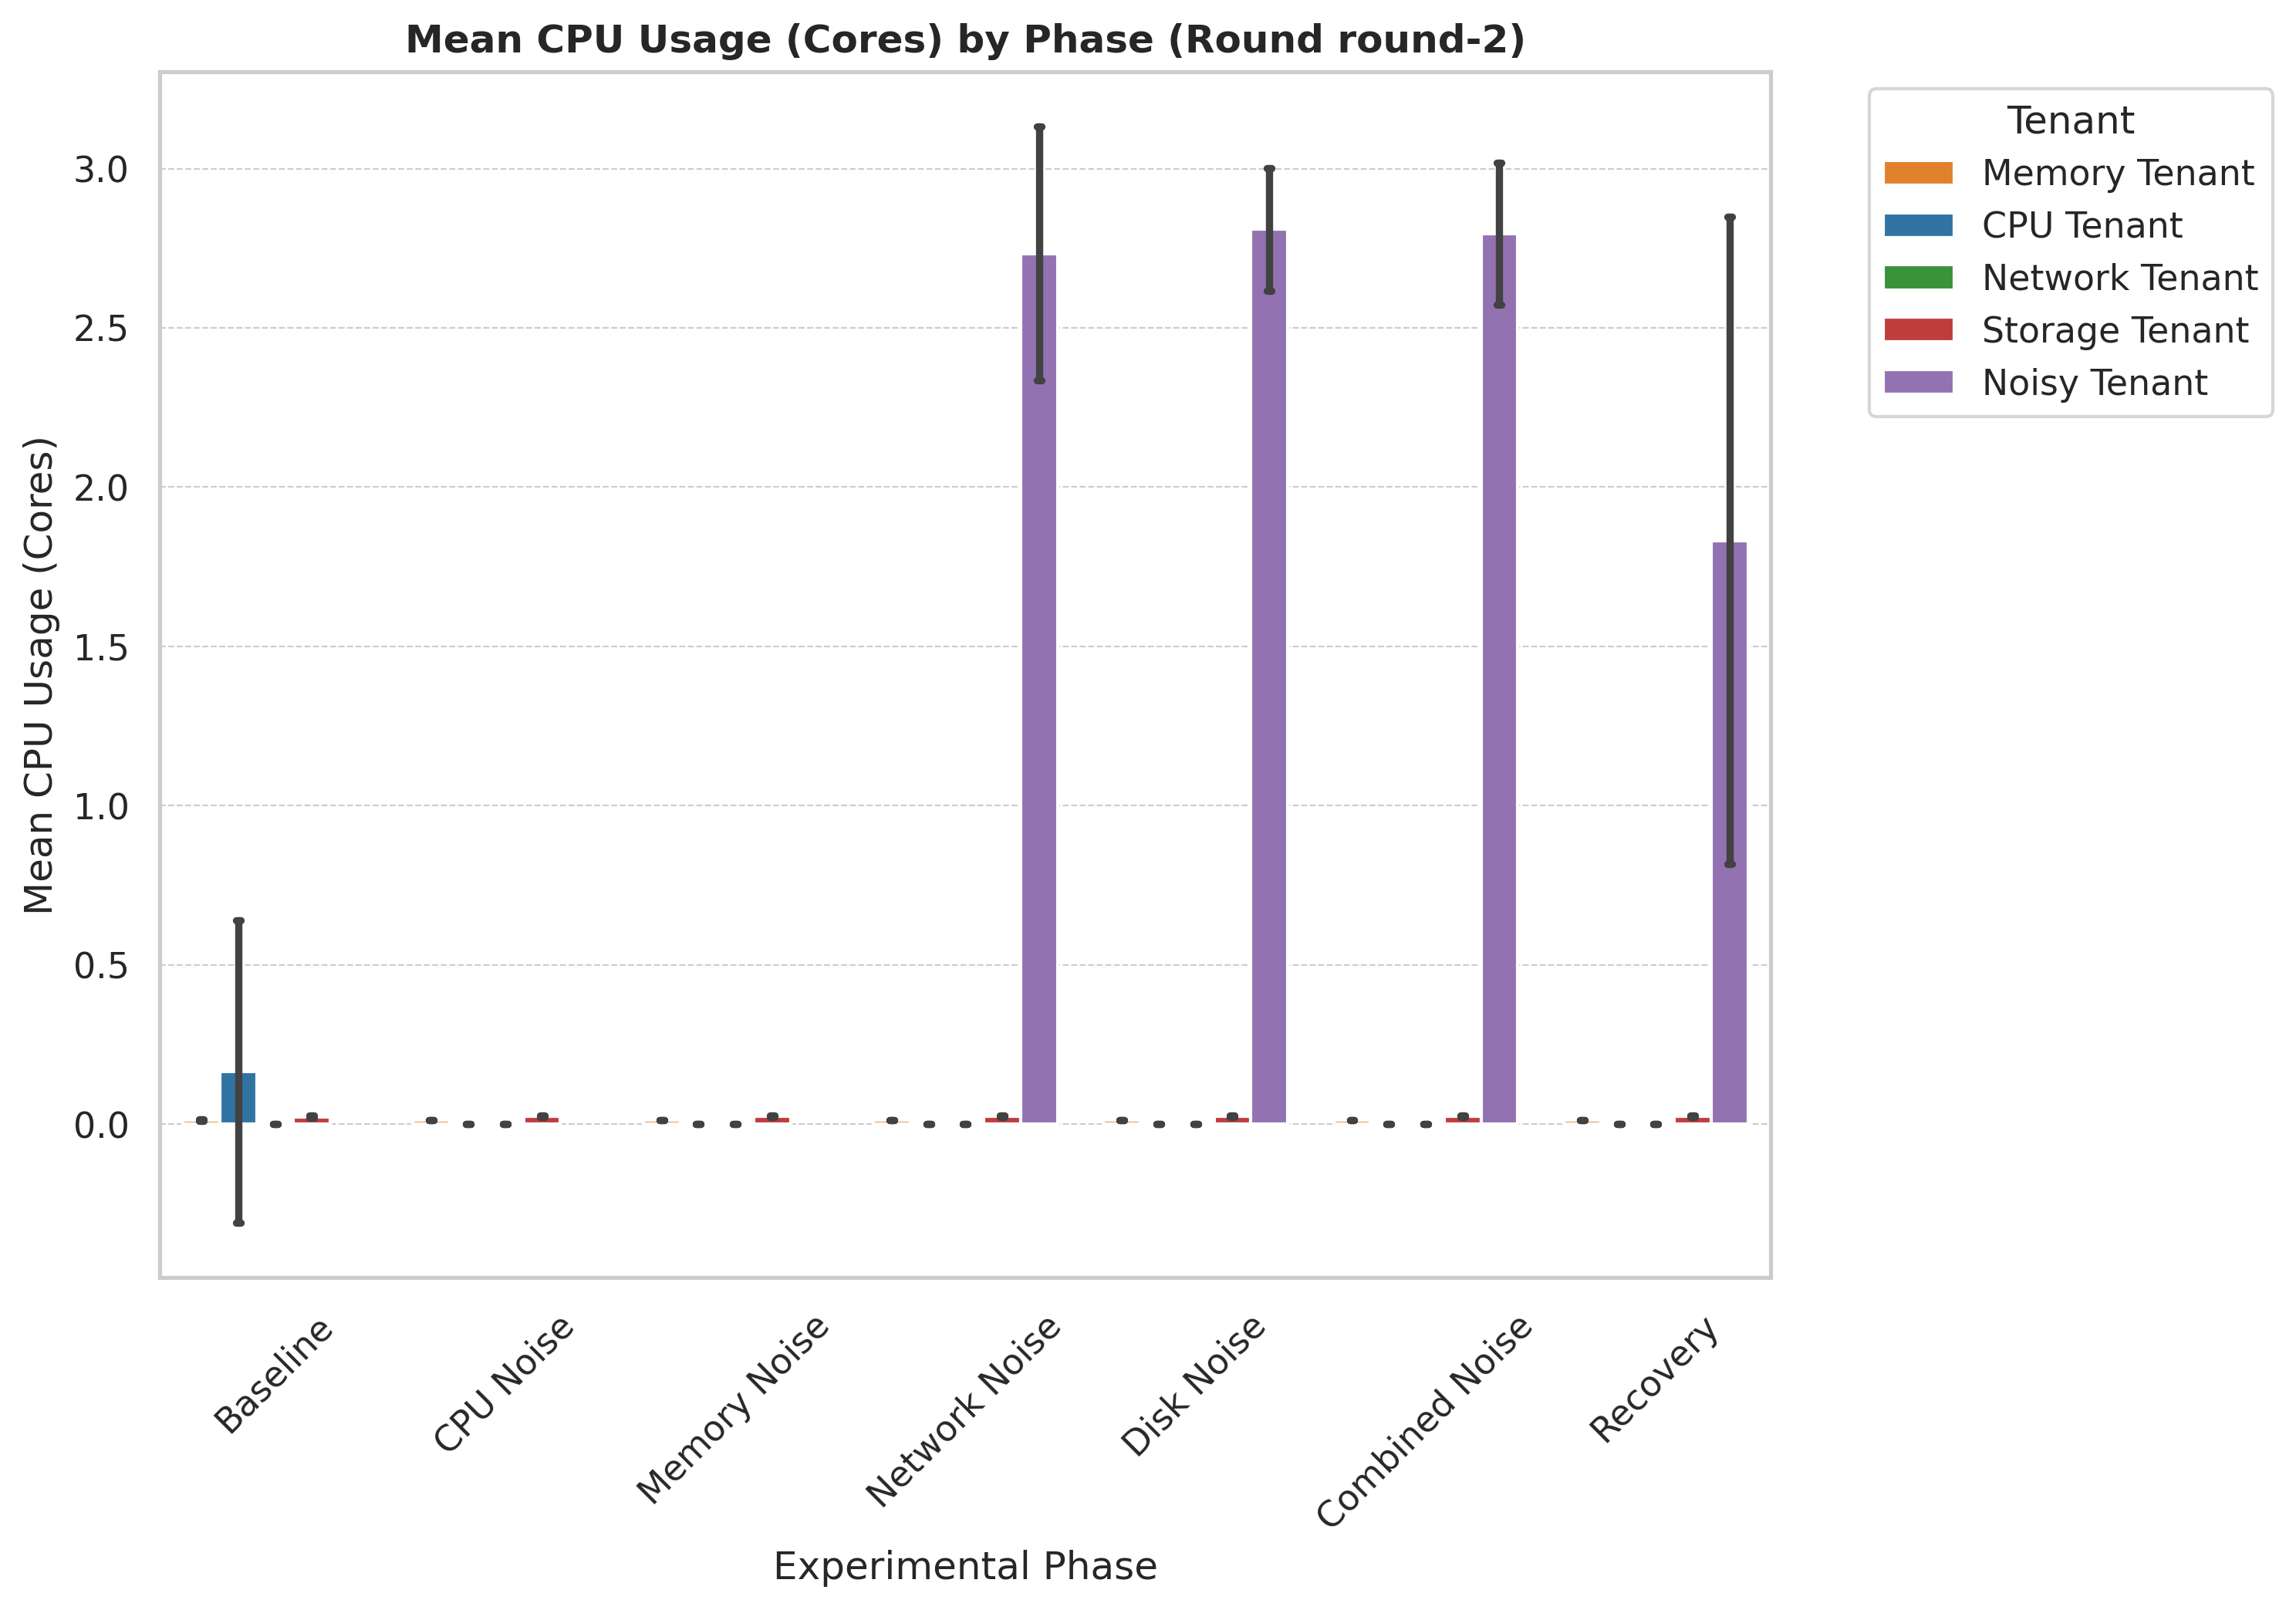 Mean CPU Usage (Cores) by Phase (Round round-2)
Tenant
Memory Tenant
CPU Tenant
Network Tenant
Storage Tenant
Noisy Tenant
Mean CPU Usage (Cores)
3.0
2.5
2.0
1.5
1.0
0.5
0.0
Baseline
CPU Noise
Memory Noise
Network Noise
Disk Noise
Combined Noise
Recovery
Experimental Phase